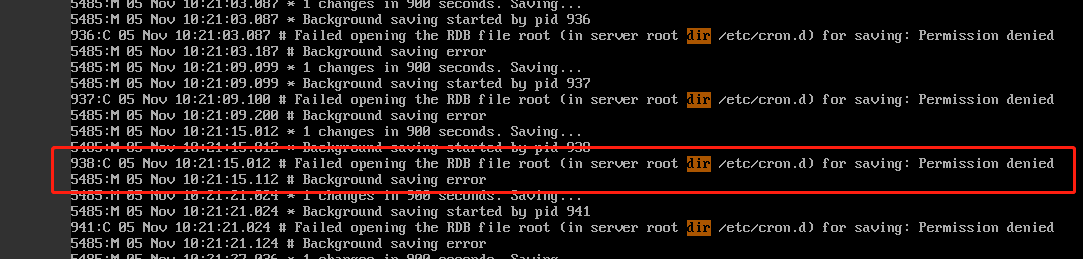 5485:M 05 Nov 10:21:03.087 * 1 changes in 900 seconds. Saving...
5485:M 05 Nov 10:21:03.087 * Background saving started by pid 936
936:C 05 Nov 10:21:03.087 # Failed opening the RDB file root (in server root dir /etc/cron.d) for saving: Permission denied
5485:M 05 Nov 10:21:03.187 # Background saving error
5485:M 05 Nov 10:21:09.099 * 1 changes in 900 seconds. Saving...
5485:M 05 Nov 10:21:09.099 * Background saving started by pid 937
937:C 05 Nov 10:21:09.100 # Failed opening the RDB file root (in server root dir /etc/cron.d) for saving: Permission denied
5485:M 05 Nov 10:21:09.200 # Background saving error
5485:M 05 Nov 10:21:15.012 * 1 changes in 900 seconds. Saving...
5485:M 05 Nov 10:21:15.012 * Background saving started by pid 938
938:C 05 Nov 10:21:15.012 # Failed opening the RDB file root (in server root dir /etc/cron.d) for saving: Permission denied
5485:M 05 Nov 10:21:15.112 # Background saving error
5485:M 05 Nov 10:21:21.024 * 1 changes in 900 seconds. Saving...
5485:M 05 Nov 10:21:21.024 * Background saving started by pid 941
941:C 05 Nov 10:21:21.024 # Failed opening the RDB file root (in server root dir /etc/cron.d) for saving: Permission denied
5485:M 05 Nov 10:21:21.124 # Background saving error
5485:M 05 Nov 10:21:27.036 * 1 changes in 900 seconds. Saving